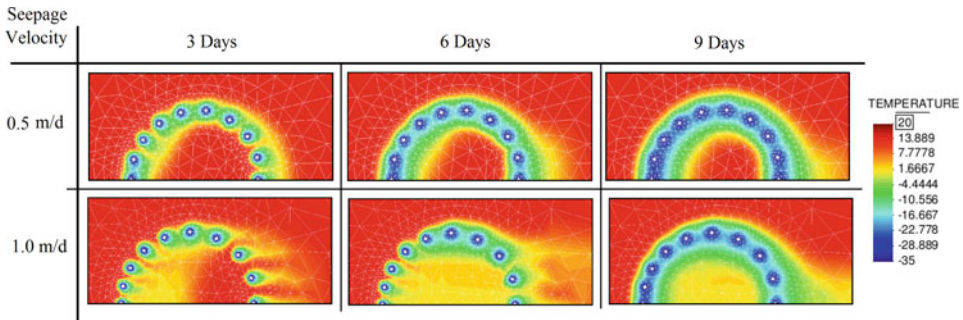 Seepage
Velocity
3 Days
6 Days
9 Days
0.5 m/d
1.0 m/d
TEMPERATURE
20
13.889
7.7778
1.6667
-4.4444
-10.556
-16.667
-22.778
-28.889
-35